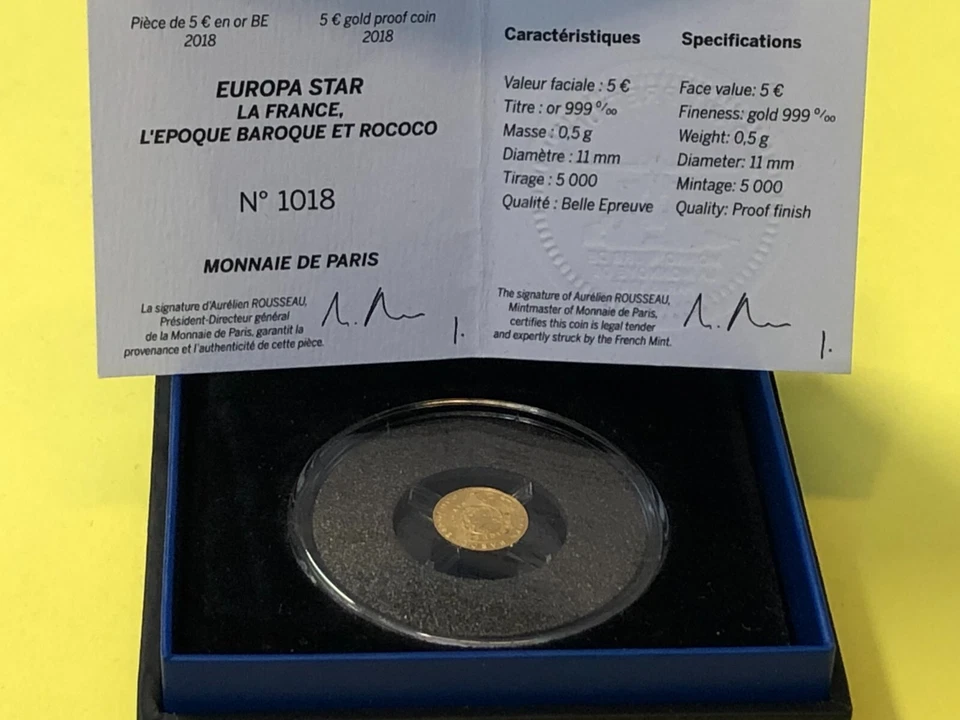 Pièce de 5 € en or BE
2018
5 € gold proof coin
2018
EUROPA STAR
LA FRANCE,
L'EPOQUE BAROQUE ET ROCOCO
N° 1018
MONNAIE DE PARIS
La signature d'Aurélien ROUSSEAU,
Président-Directeur général
de la Monnaie de Paris, garantit la
provenance et l'authenticité de cette pièce.
Caractéristiques
Valeur faciale : 5 €
Titre : or 999 ‰
Masse : 0,5 g
Diamètre : 11 mm
Tirage : 5 000
Qualité : Belle Epreuve
Specifications
Face value: 5 €
Fineness: gold 999 ‰
Weight: 0,5 g
Diameter: 11 mm
Mintage: 5 000
Quality: Proof finish
The signature of Aurélien ROUSSEAU,
Mintmaster of Monnaie de Paris,
certifies this coin is legal tender
and expertly struck by the French Mint.